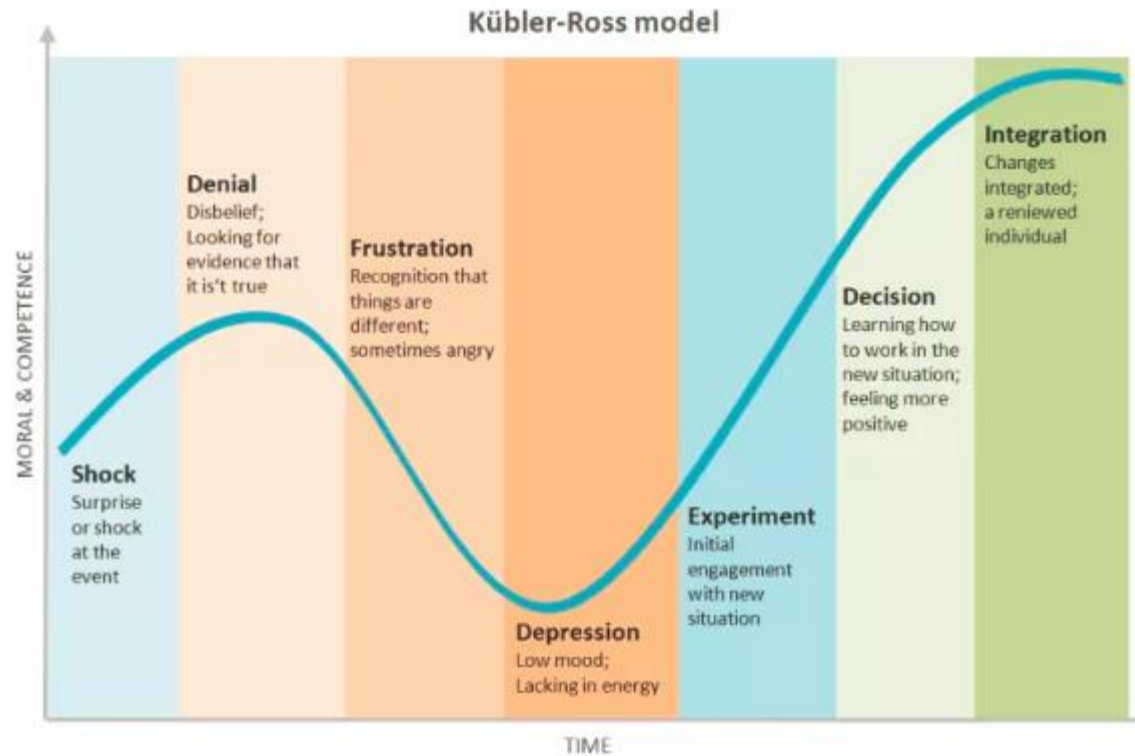 Kübler-Ross model
MORAL & COMPETENCE
Shock
Surprise
or shock
at the
event
Denial
Disbelief;
Looking for
evidence that
it is't true
Frustration
Recognition that
things are
different;
sometimes angry
Depression
Low mood;
Lacking in energy
Experiment
Initial
engagement
with new
situation
Decision
Learning how
to work in the
new situation;
feeling more
positive
Integration
Changes
integrated;
a reniewed
individual
TIME